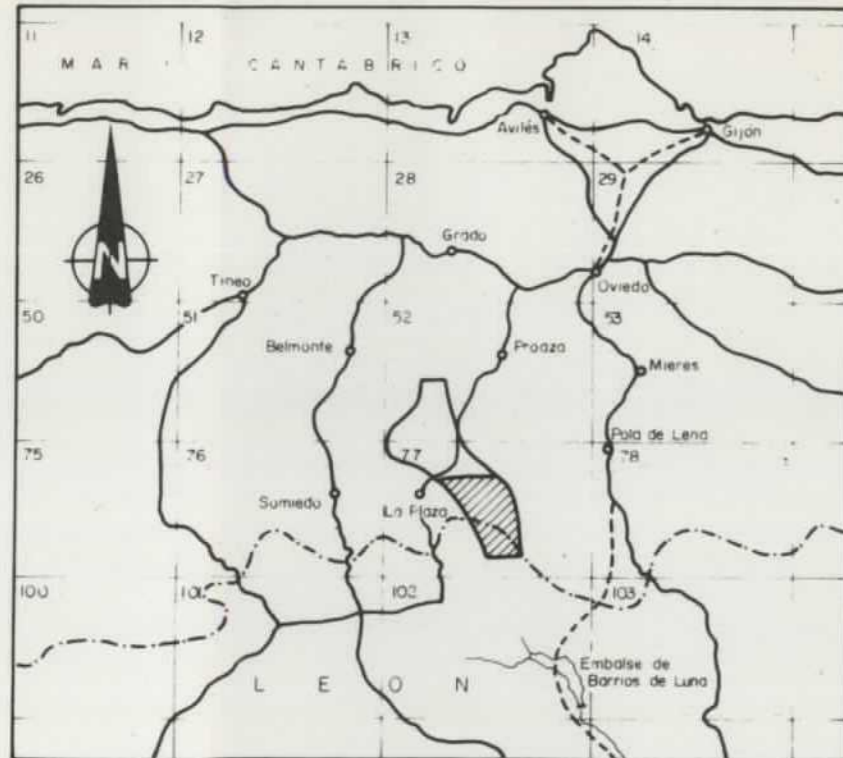 11 12 13 14
MAR CANTABRICO
Avilés
Gijón
26 27 28 29
N
Grado
Tineo
Oviedo
50 51 52 53
Belmonte
Proaza
Mieres
Pola de Lena
75 76 77 78
Somiedo
La Plaza
100 101 102 103
Embalse de
Barrios de Luna
LEON